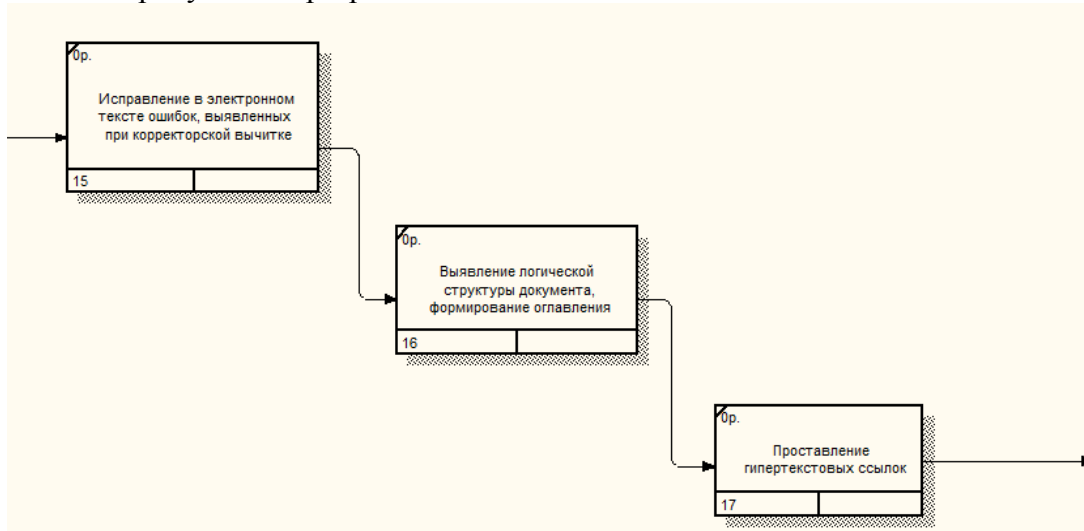 0р.
Исправление в электронном
тексте ошибок, выявленных
при корректорской вычитке
15
0р.
Выявление логической
структуры документа,
формирование оглавления
16
0р.
Проставление
гипертекстовых ссылок
17